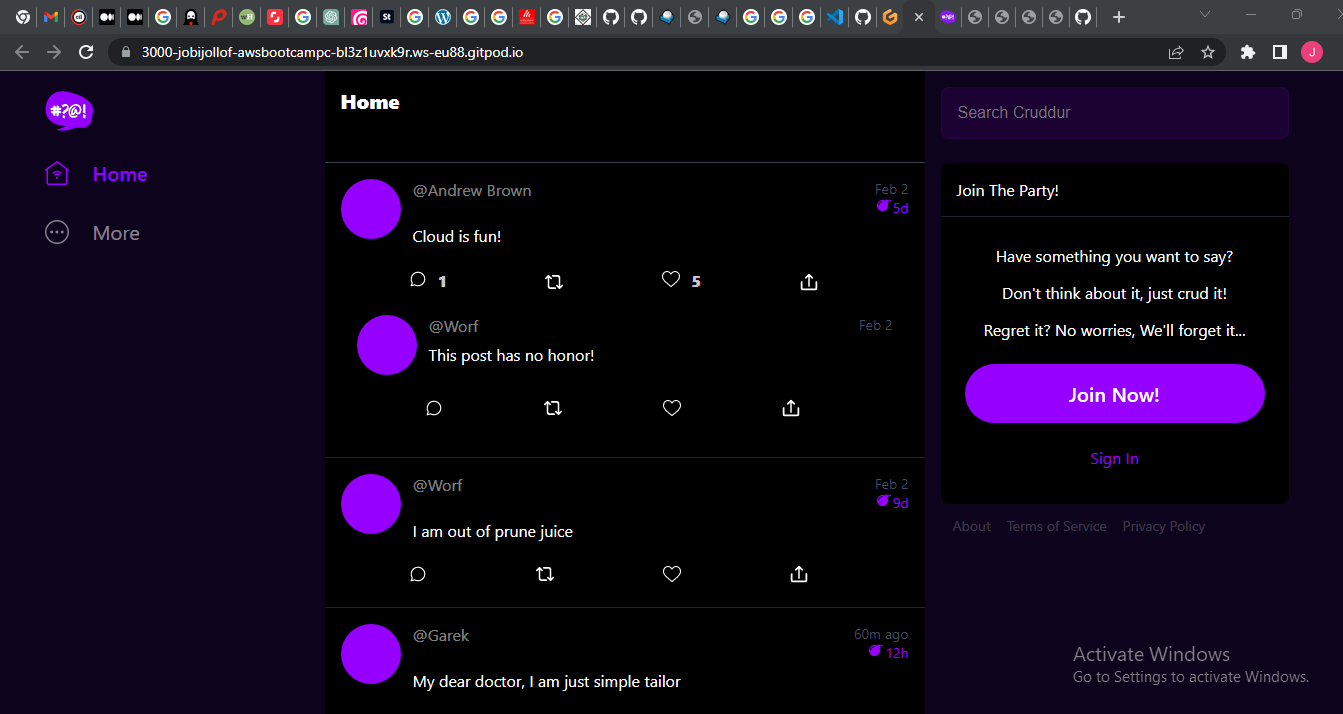 3000-jobijollof-awsbootcampc-bl3z1uvxk9r.ws-eu88.gitpod.io
J
#?@!
Home
More
Home
@Andrew Brown
Feb 2
5d
Cloud is fun!
1
5
@Worf
Feb 2
This post has no honor!
@Worf
Feb 2
9d
I am out of prune juice
@Garek
60m ago
12h
My dear doctor, I am just simple tailor
Search Cruddur
Join The Party!
Have something you want to say?
Don't think about it, just crud it!
Regret it? No worries, We'll forget it...
Join Now!
Sign In
About Terms of Service Privacy Policy
Activate Windows
Go to Settings to activate Windows.